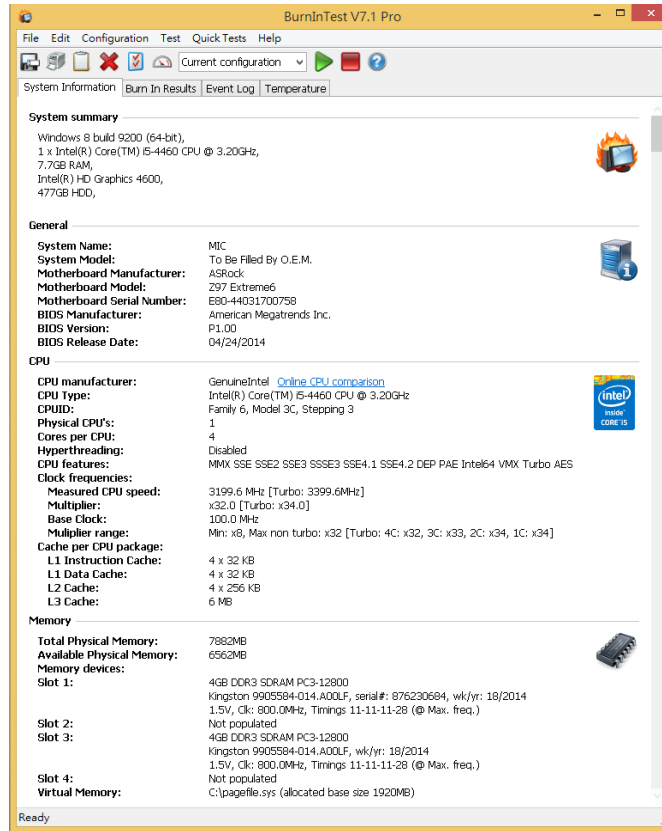 BurnInTest V7.1 Pro
File Edit Configuration Test Quick Tests Help
Current configuration
System Information Burn In Results Event Log Temperature
System summary
Windows 8 build 9200 (64-bit),
1 x Intel(R) Core(TM) i5-4460 CPU @ 3.20GHz,
7.7GB RAM,
Intel(R) HD Graphics 4600,
477GB HDD,
General
System Name: MIC
System Model: To Be Filled By O.E.M.
Motherboard Manufacturer: ASRock
Motherboard Model: Z97 Extreme6
Motherboard Serial Number: E80-44031700758
BIOS Manufacturer: American Megatrends Inc.
BIOS Version: P1.00
BIOS Release Date: 04/24/2014
CPU
CPU manufacturer: GenuineIntel Online CPU comparison
CPU Type: Intel(R) Core(TM) i5-4460 CPU @ 3.20GHz
CPUID: Family 6, Model 3C, Stepping 3
Physical CPU's: 1
Cores per CPU: 4
Hyperthreading: Disabled
CPU features: MMX SSE SSE2 SSE3 SSSE3 SSE4.1 SSE4.2 DEP PAE Intel64 VMX Turbo AES
Clock frequencies:
Measured CPU speed: 3199.6 MHz [Turbo: 3399.6MHz]
Multiplier: x32.0 [Turbo: x34.0]
Base Clock: 100.0 MHz
Muliplier range: Min: x8, Max non turbo: x32 [Turbo: 4C: x32, 3C: x33, 2C: x34, 1C: x34]
Cache per CPU package:
L1 Instruction Cache: 4 x 32 KB
L1 Data Cache: 4 x 32 KB
L2 Cache: 4 x 256 KB
L3 Cache: 6 MB
intel
inside
CORE i5
Memory
Total Physical Memory: 7882MB
Available Physical Memory: 6562MB
Memory devices:
Slot 1: 4GB DDR3 SDRAM PC3-12800
Kingston 9905584-014.A00LF, serial#: 876230684, wk/yr: 18/2014
1.5V, Clk: 800.0MHz, Timings 11-11-11-28 (@ Max. freq.)
Slot 2: Not populated
Slot 3: 4GB DDR3 SDRAM PC3-12800
Kingston 9905584-014.A00LF, wk/yr: 18/2014
1.5V, Clk: 800.0MHz, Timings 11-11-11-28 (@ Max. freq.)
Slot 4: Not populated
Virtual Memory: C:\pagefile.sys (allocated base size 1920MB)
Ready